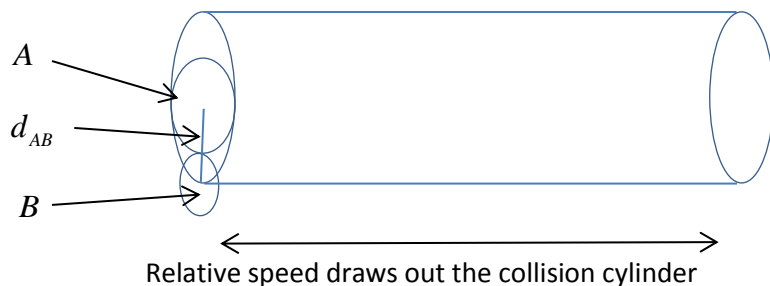 A
d_AB
B
Relative speed draws out the collision cylinder